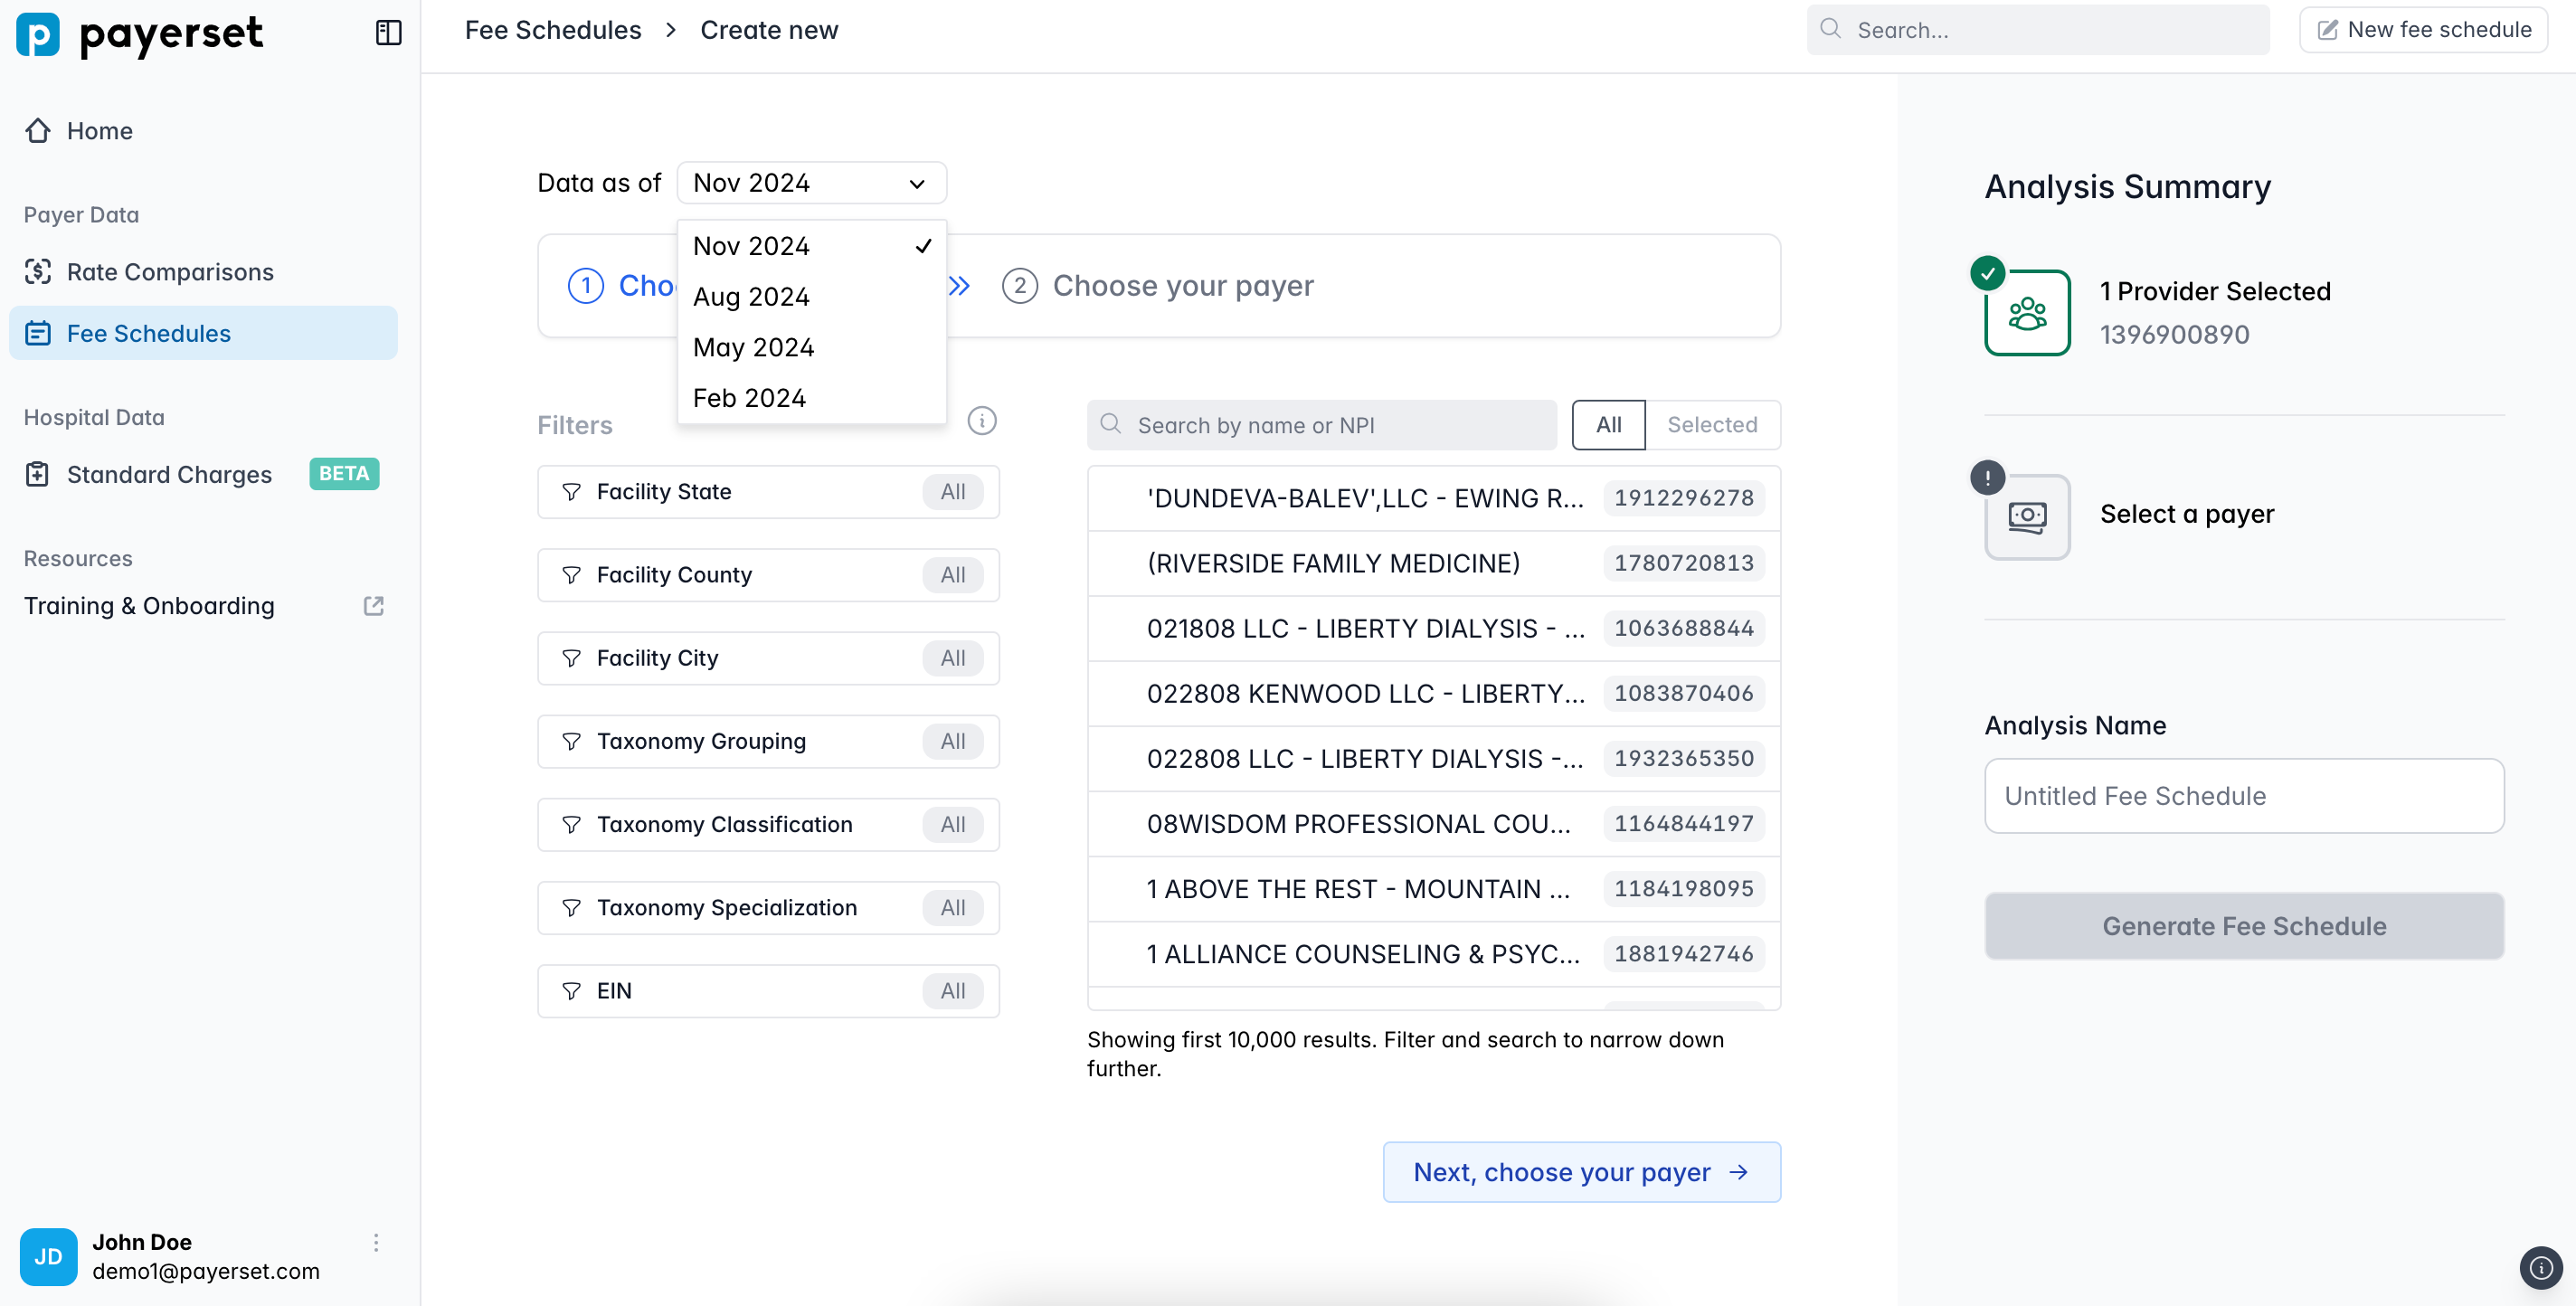 payerset
Fee Schedules > Create new
Search...
New fee schedule
Home
Payer Data
Rate Comparisons
Fee Schedules
Hospital Data
Standard Charges BETA
Resources
Training & Onboarding
JD
John Doe
demo1@payerset.com
Data as of Nov 2024
Nov 2024
Aug 2024
May 2024
Feb 2024
1
2 Choose your payer
Filters
Facility State All
Facility County All
Facility City All
Taxonomy Grouping All
Taxonomy Classification All
Taxonomy Specialization All
EIN All
Search by name or NPI
All Selected
'DUNDEVA-BALEV',LLC - EWING R... 1912296278
(RIVERSIDE FAMILY MEDICINE) 1780720813
021808 LLC - LIBERTY DIALYSIS - ... 1063688844
022808 KENWOOD LLC - LIBERTY... 1083870406
022808 LLC - LIBERTY DIALYSIS -... 1932365350
08WISDOM PROFESSIONAL COU... 1164844197
1 ABOVE THE REST - MOUNTAIN ... 1184198095
1 ALLIANCE COUNSELING & PSYC... 1881942746
Showing first 10,000 results. Filter and search to narrow down
further.
Next, choose your payer →
Analysis Summary
1 Provider Selected
1396900890
Select a payer
Analysis Name
Untitled Fee Schedule
Generate Fee Schedule